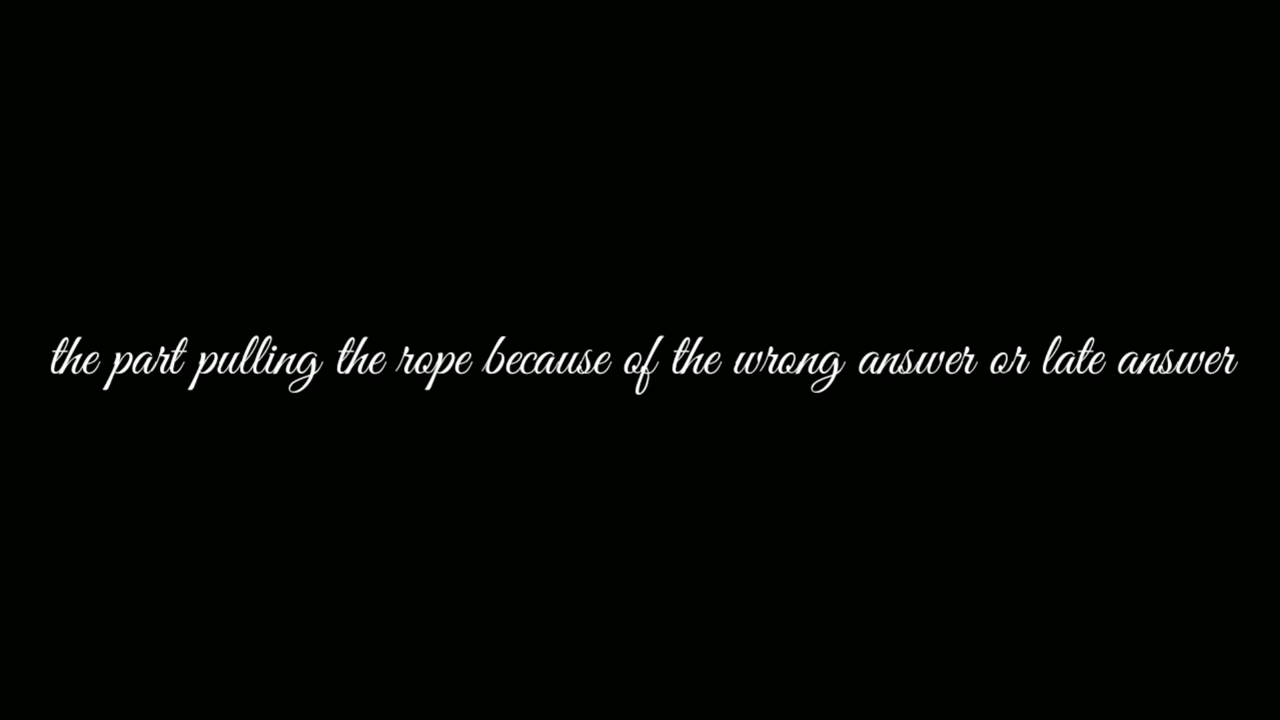 the part pulling the rope because of the wrong answer or late answer